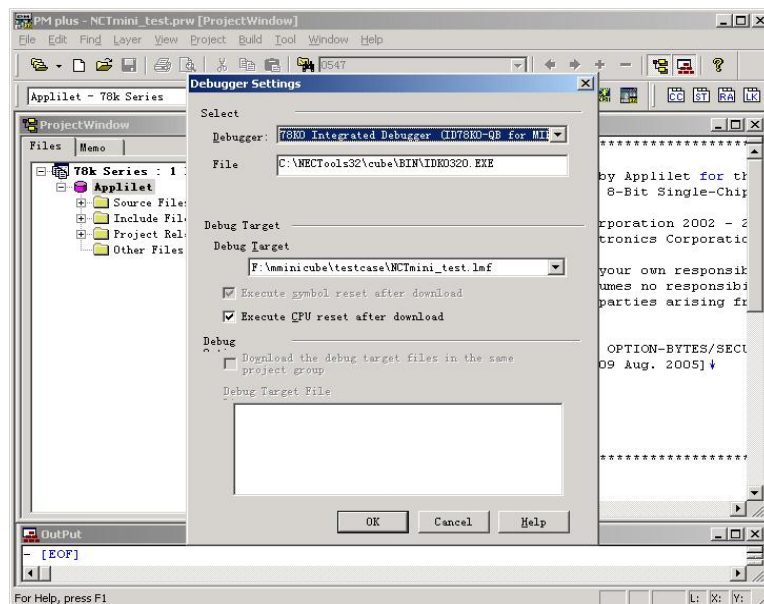 PM plus - NCTmini_test.prw [ProjectWindow]
File Edit Find Layer View Project Build Tool Window Help
0547
Applilet - 78k Series
CC ST RA LK
ProjectWindow
Files Memo
78k Series : 1
Applilet
Source File
Include File
Project Rel
Other Files
Debugger Settings
Select
Debugger: 78K0 Integrated Debugger (ID78K0-QB for MI
File C:\NECTools32\cube\BIN\IDK0320.EXE
Debug Target
Debug Target
F:\mminicube\testcase\NCTmini_test.lmf
Execute symbol reset after download
Execute CPU reset after download
Debug
Download the debug target files in the same
project group
Debug Target File
OK Cancel Help
*******************
by Applilet for th
8-Bit Single-Chip
rporation 2002 - 2
tronics Corporatio
your own responsib
umes no responsibi
parties arising fr
OPTION-BYTES/SECU
09 Aug. 2005]↓
*******************
OutPut
- [EOF]
For Help, press F1
L: X: Y: